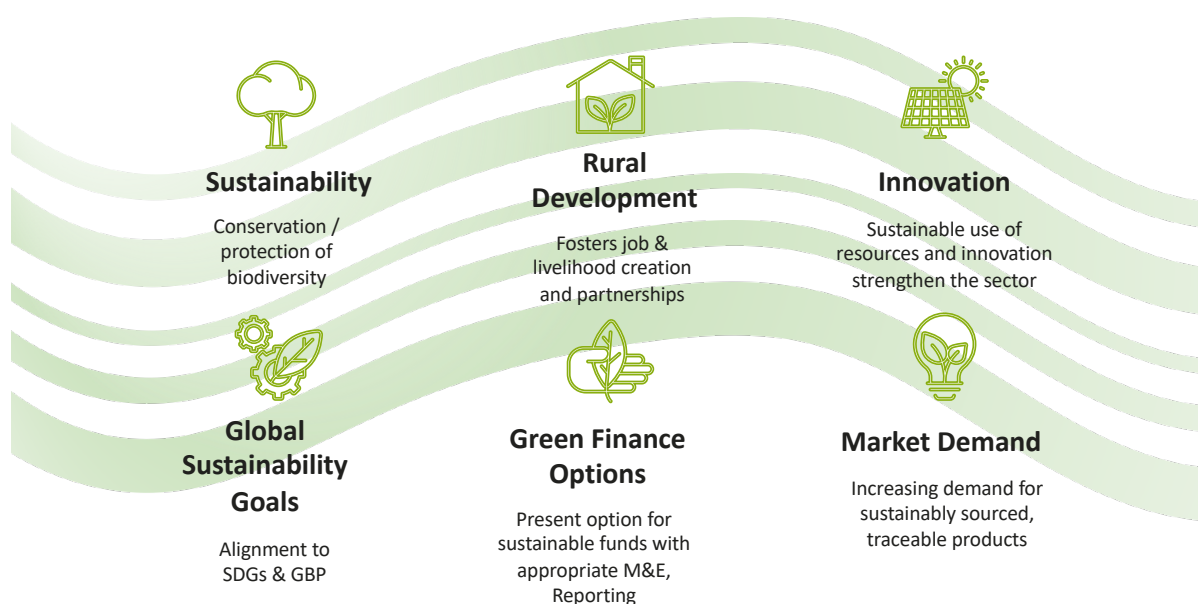 Sustainability
Conservation /
protection of
biodiversity
Rural
Development
Fosters job &
livelihood creation
and partnerships
Innovation
Sustainable use of
resources and innovation
strengthen the sector
Global
Sustainability
Goals
Alignment to
SDGs & GBP
Green Finance
Options
Present option for
sustainable funds with
appropriate M&E,
Reporting
Market Demand
Increasing demand for
sustainably sourced,
traceable products